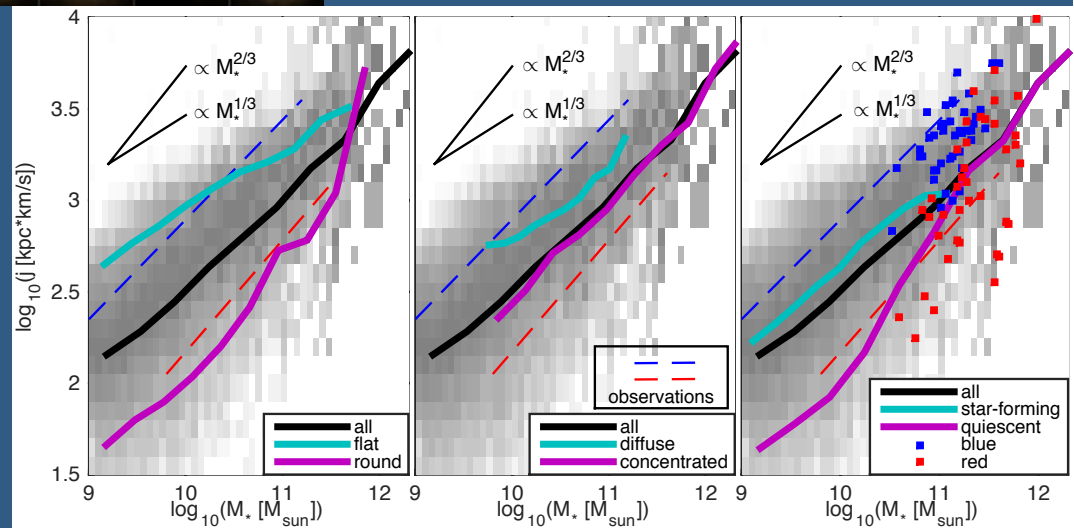 4
3.5
3
2.5
2
1.5
log10(j [kpc*km/s])
∝ M*^2/3
∝ M*^1/3
all
flat
round
9 10 11 12
log10(M* [Msun])
∝ M*^2/3
∝ M*^1/3
observations
all
diffuse
concentrated
9 10 11 12
log10(M* [Msun])
∝ M*^2/3
∝ M*^1/3
all
star-forming
quiescent
blue
red
9 10 11 12
log10(M* [Msun])